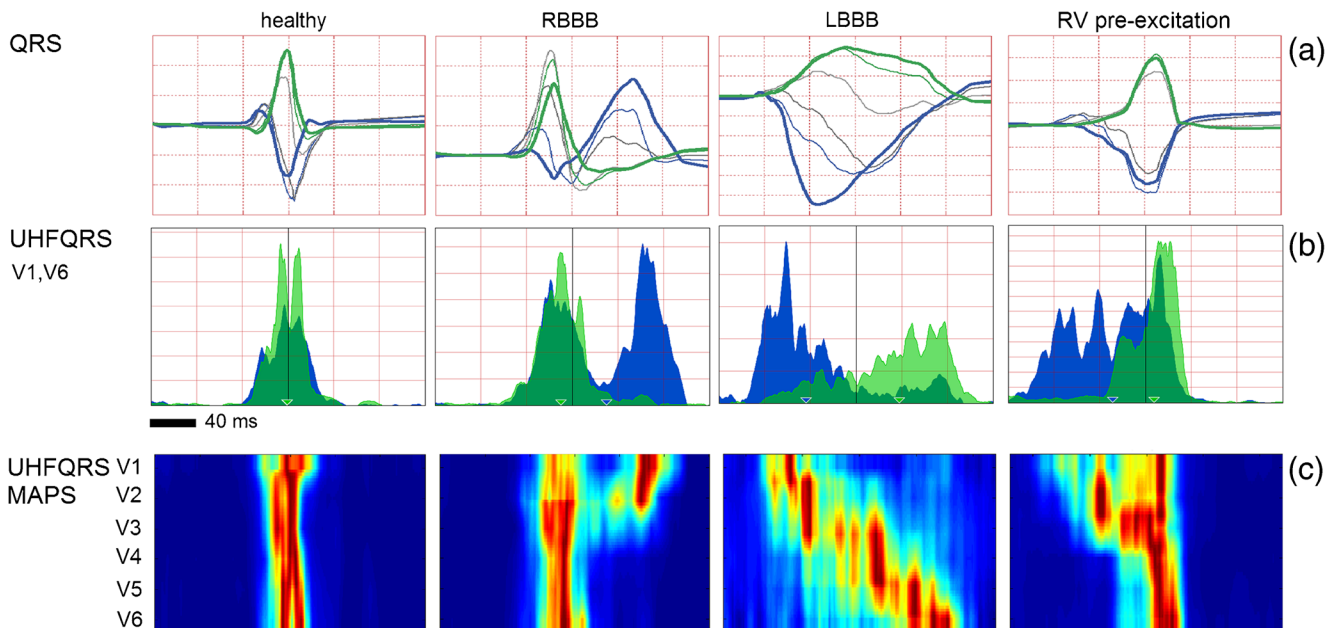 healthy RBBB LBBB RV pre-excitation
QRS (a)
UHFQRS (b)
V1,V6
40 ms
UHFQRS V1 (c)
MAPS V2
V3
V4
V5
V6